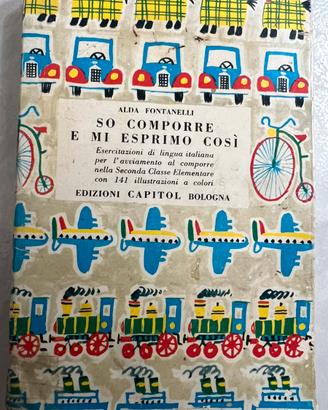 ALDA FONTANELLI
SO COMPORRE
E MI ESPRIMO COSÌ
Esercitazioni di lingua italiana
per l'avviamento al comporre
nella Seconda Classe Elementare
con 141 illustrazioni a colori
EDIZIONI CAPITOL BOLOGNA